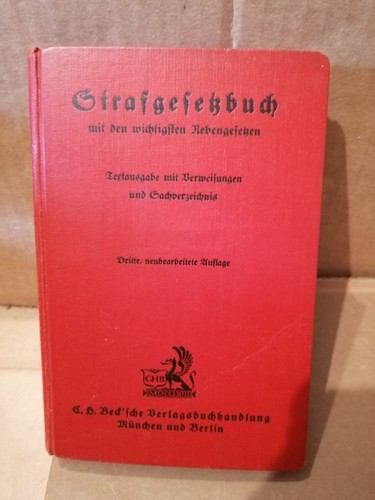 Strafgesetzbuch
mit den wichtigsten Nebengesetzen
Textausgabe mit Verweisungen
und Sachverzeichnis
Dritte, neubearbeitete Auflage
CHB
C. H. Beck'sche Verlagsbuchhandlung
München und Berlin